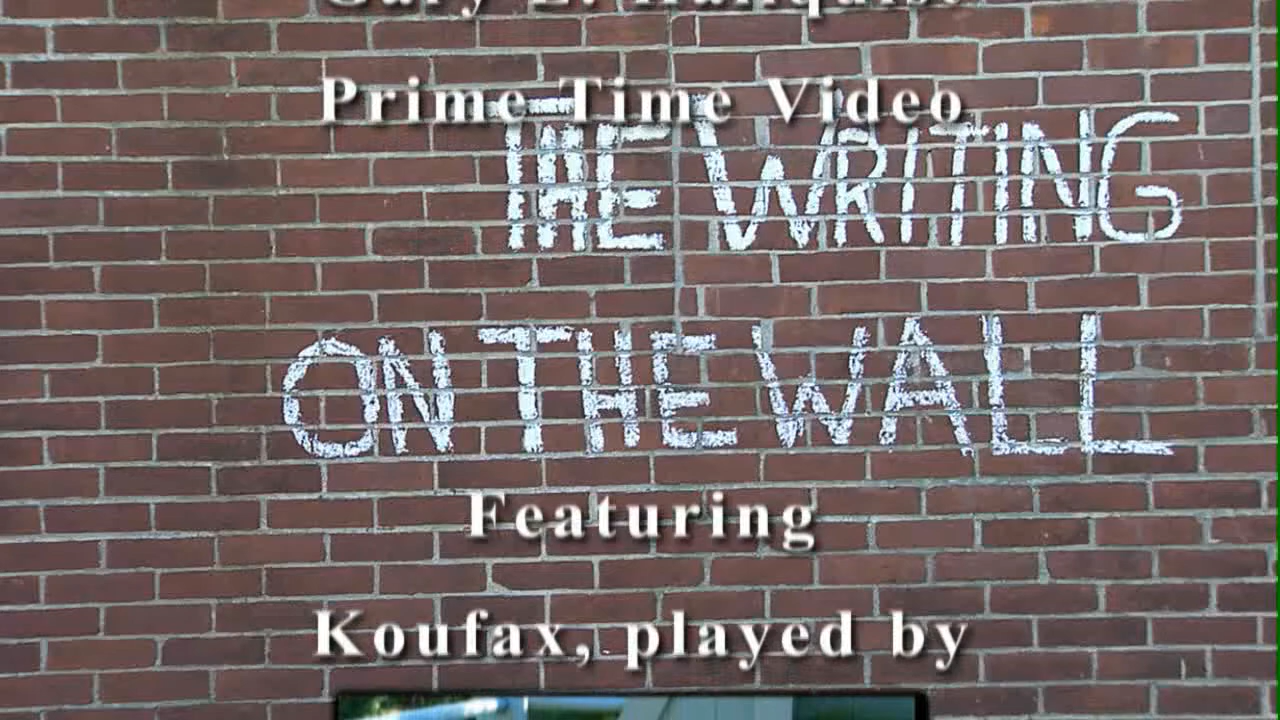 Prime Time Video
THE WRITING
ON THE WALL
Featuring
Koufax, played by